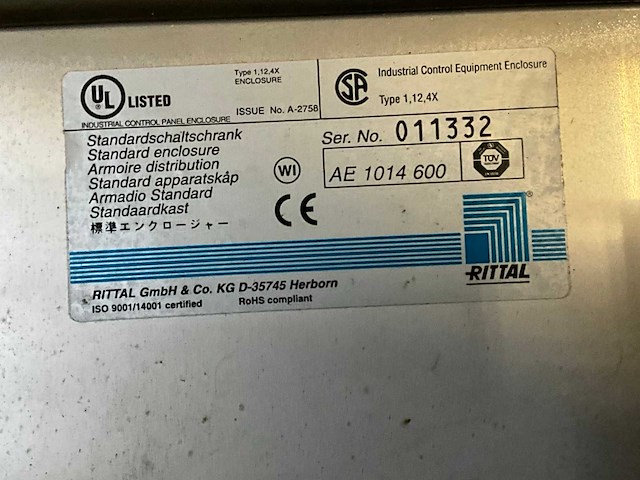 UL LISTED
Type 1,12,4X
ENCLOSURE
ISSUE No. A-2758
INDUSTRIAL CONTROL PANEL ENCLOSURE
SA Industrial Control Equipment Enclosure
Type 1,12,4X
Standardschaltschrank
Standard enclosure
Armoire distribution
Standard apparatskåp
Armadio Standard
Standaardkast
標準エンクロージャー
WI
CE
Ser. No. 011332
AE 1014 600
TÜV
RITTAL
RITTAL GmbH & Co. KG D-35745 Herborn
ISO 9001/14001 certified RoHS compliant